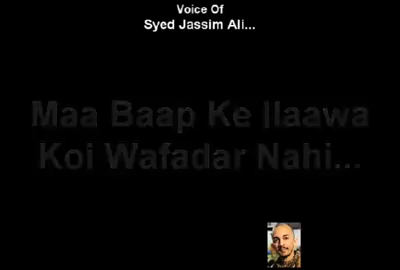 Voice Of
Syed Jassim Ali...
Maa Baap Ke Ilaawa
Koi Wafadar Nahi...